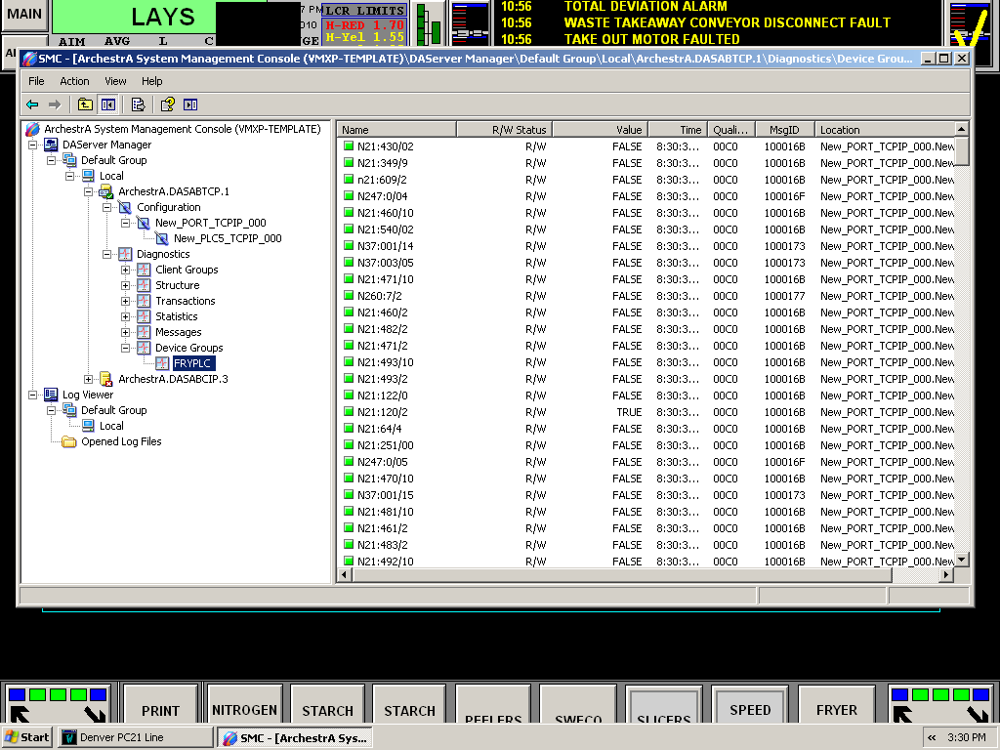 MAIN
LAYS
7 PM
LCR LIMITS
10:56 TOTAL DEVIATION ALARM
010
H-RED 1.70
10:56 WASTE TAKEAWAY CONVEYOR DISCONNECT FAULT
AIM AVG L C
GE
H-Yel 1.55
10:56 TAKE OUT MOTOR FAULTED
SMC - [ArchestrA System Management Console (VMXP-TEMPLATE)\DAServer Manager\Default Group\Local\ArchestrA.DASABTCP.1\Diagnostics\Device Grou...
File Action View Help
ArchestrA System Management Console (VMXP-TEMPLATE)
DAServer Manager
Default Group
Local
ArchestrA.DASABTCP.1
Configuration
New_PORT_TCPIP_000
New_PLC5_TCPIP_000
Diagnostics
Client Groups
Structure
Transactions
Statistics
Messages
Device Groups
FRYPLC
ArchestrA.DASABCIP.3
Log Viewer
Default Group
Local
Opened Log Files
Name R/W Status Value Time Quali... MsgID Location
N21:430/02 R/W FALSE 8:30:3... 00C0 100016B New_PORT_TCPIP_000.New
N21:349/9 R/W FALSE 8:30:3... 00C0 100016B New_PORT_TCPIP_000.New
n21:609/2 R/W FALSE 8:30:3... 00C0 100016B New_PORT_TCPIP_000.New
N247:0/04 R/W FALSE 8:30:3... 00C0 100016F New_PORT_TCPIP_000.New
N21:460/10 R/W FALSE 8:30:3... 00C0 100016B New_PORT_TCPIP_000.New
N21:540/02 R/W FALSE 8:30:3... 00C0 100016B New_PORT_TCPIP_000.New
N37:001/14 R/W FALSE 8:30:3... 00C0 1000173 New_PORT_TCPIP_000.New
N37:003/05 R/W FALSE 8:30:3... 00C0 1000173 New_PORT_TCPIP_000.New
N21:471/10 R/W FALSE 8:30:3... 00C0 100016B New_PORT_TCPIP_000.New
N260:7/2 R/W FALSE 8:30:3... 00C0 1000177 New_PORT_TCPIP_000.New
N21:460/2 R/W FALSE 8:30:3... 00C0 100016B New_PORT_TCPIP_000.New
N21:482/2 R/W FALSE 8:30:3... 00C0 100016B New_PORT_TCPIP_000.New
N21:471/2 R/W FALSE 8:30:3... 00C0 100016B New_PORT_TCPIP_000.New
N21:493/10 R/W FALSE 8:30:3... 00C0 100016B New_PORT_TCPIP_000.New
N21:493/2 R/W FALSE 8:30:3... 00C0 100016B New_PORT_TCPIP_000.New
N21:122/0 R/W FALSE 8:30:3... 00C0 100016B New_PORT_TCPIP_000.New
N21:120/2 R/W TRUE 8:30:3... 00C0 100016B New_PORT_TCPIP_000.New
N21:64/4 R/W FALSE 8:30:3... 00C0 100016B New_PORT_TCPIP_000.New
N21:251/00 R/W FALSE 8:30:3... 00C0 100016B New_PORT_TCPIP_000.New
N247:0/05 R/W FALSE 8:30:3... 00C0 100016F New_PORT_TCPIP_000.New
N21:470/10 R/W FALSE 8:30:3... 00C0 100016B New_PORT_TCPIP_000.New
N37:001/15 R/W FALSE 8:30:3... 00C0 1000173 New_PORT_TCPIP_000.New
N21:481/10 R/W FALSE 8:30:3... 00C0 100016B New_PORT_TCPIP_000.New
N21:461/2 R/W FALSE 8:30:3... 00C0 100016B New_PORT_TCPIP_000.New
N21:483/2 R/W FALSE 8:30:3... 00C0 100016B New_PORT_TCPIP_000.New
N21:492/10 R/W FALSE 8:30:3... 00C0 100016B New_PORT_TCPIP_000.New
PRINT NITROGEN STARCH STARCH PEELERS SWECO SLICERS SPEED FRYER
Start Denver PC21 Line SMC - [ArchestrA Sys... « 3:30 PM